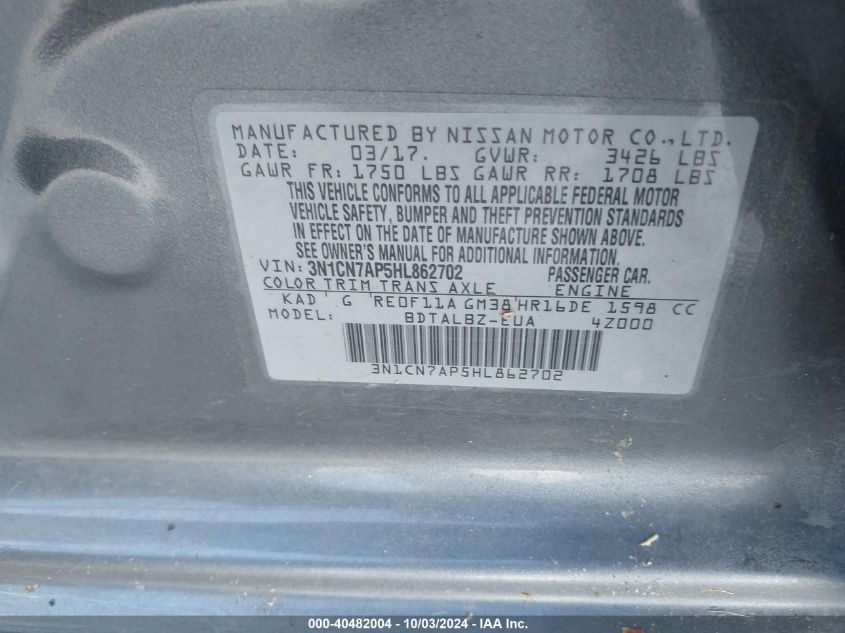 MANUFACTURED BY NISSAN MOTOR CO., LTD.
DATE: 03/17. GVWR: 3426 LBS
GAWR FR: 1750 LBS GAWR RR: 1708 LBS
THIS VEHICLE CONFORMS TO ALL APPLICABLE FEDERAL MOTOR
VEHICLE SAFETY, BUMPER AND THEFT PREVENTION STANDARDS
IN EFFECT ON THE DATE OF MANUFACTURE SHOWN ABOVE.
SEE OWNER'S MANUAL FOR ADDITIONAL INFORMATION.
VIN: 3N1CN7AP5HL862702 PASSENGER CAR.
COLOR TRIM TRANS AXLE ENGINE
KAD G RE0F11A GM38 HR16DE 1598 CC
MODEL: BDTALBZ-EUA 4Z000
3N1CN7AP5HL862702
000-40482004 - 10/03/2024 - IAA Inc.